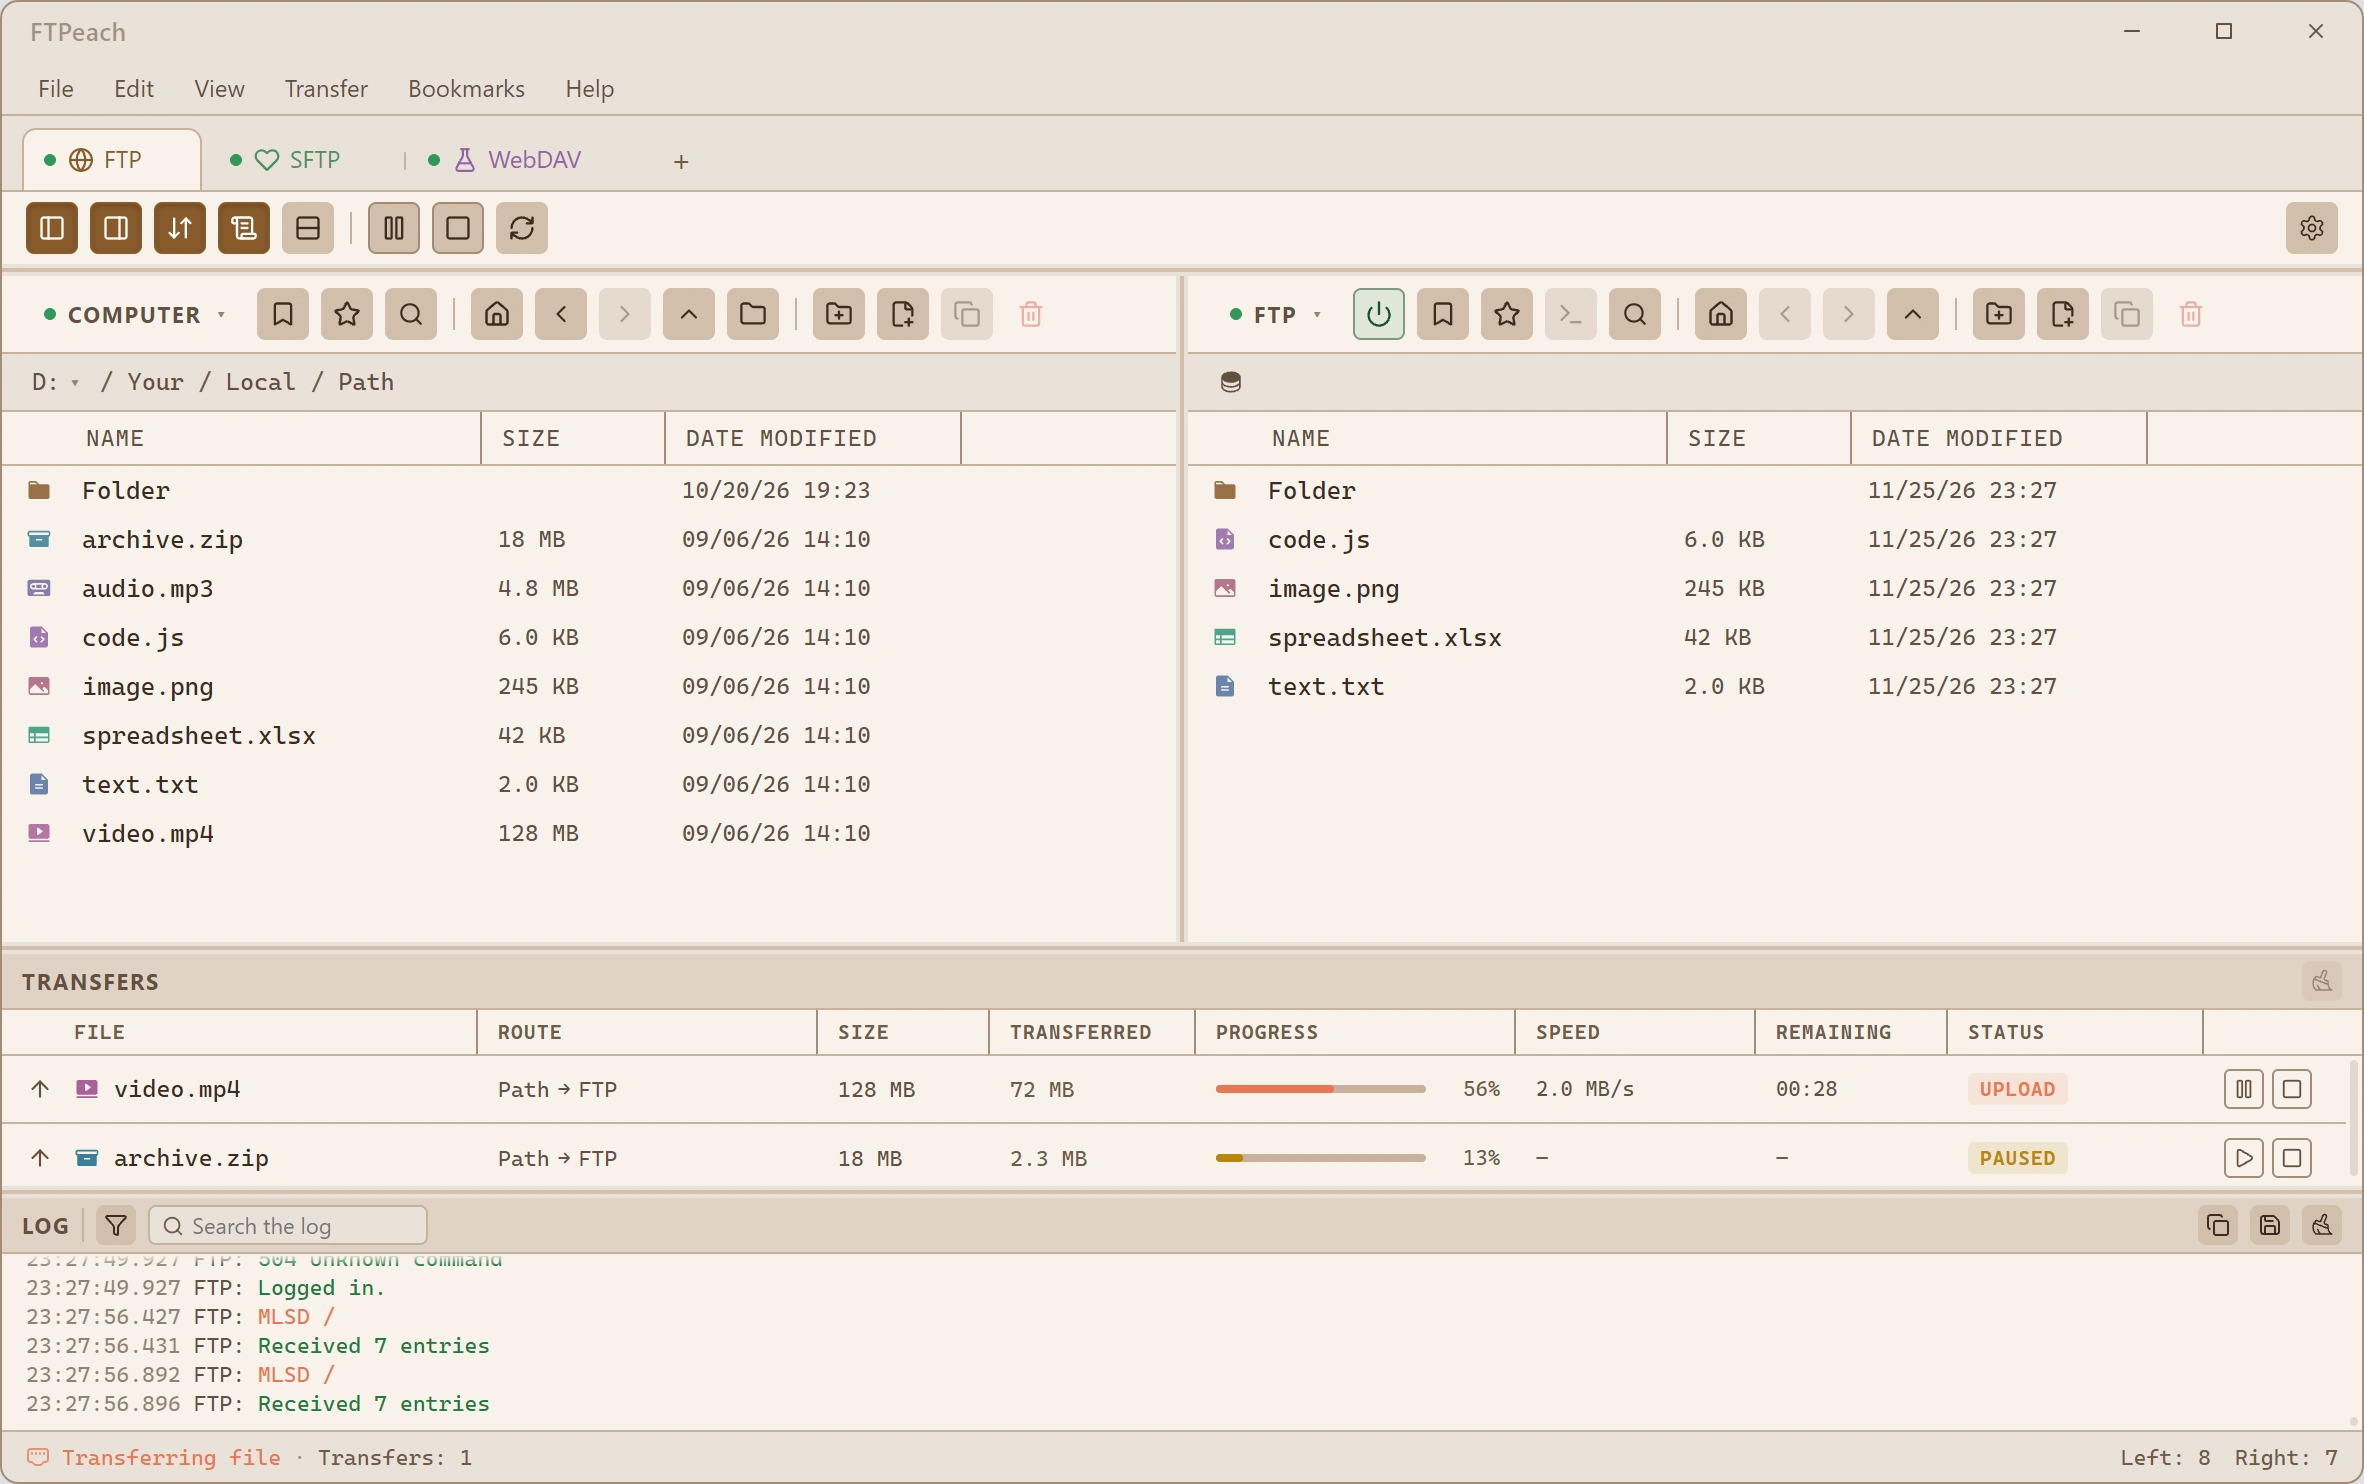 FTPeach
File Edit View Transfer Bookmarks Help
FTP SFTP WebDAV +
COMPUTER
D: / Your / Local / Path
NAME SIZE DATE MODIFIED
Folder 10/20/26 19:23
archive.zip 18 MB 09/06/26 14:10
audio.mp3 4.8 MB 09/06/26 14:10
code.js 6.0 KB 09/06/26 14:10
image.png 245 KB 09/06/26 14:10
spreadsheet.xlsx 42 KB 09/06/26 14:10
text.txt 2.0 KB 09/06/26 14:10
video.mp4 128 MB 09/06/26 14:10
FTP
NAME SIZE DATE MODIFIED
Folder 11/25/26 23:27
code.js 6.0 KB 11/25/26 23:27
image.png 245 KB 11/25/26 23:27
spreadsheet.xlsx 42 KB 11/25/26 23:27
text.txt 2.0 KB 11/25/26 23:27
TRANSFERS
FILE ROUTE SIZE TRANSFERRED PROGRESS SPEED REMAINING STATUS
video.mp4 Path → FTP 128 MB 72 MB 56% 2.0 MB/s 00:28 UPLOAD
archive.zip Path → FTP 18 MB 2.3 MB 13% — — PAUSED
LOG Search the log
23:27:49.927 FTP: 504 Unknown command
23:27:49.927 FTP: Logged in.
23:27:56.427 FTP: MLSD /
23:27:56.431 FTP: Received 7 entries
23:27:56.892 FTP: MLSD /
23:27:56.896 FTP: Received 7 entries
Transferring file · Transfers: 1
Left: 8 Right: 7